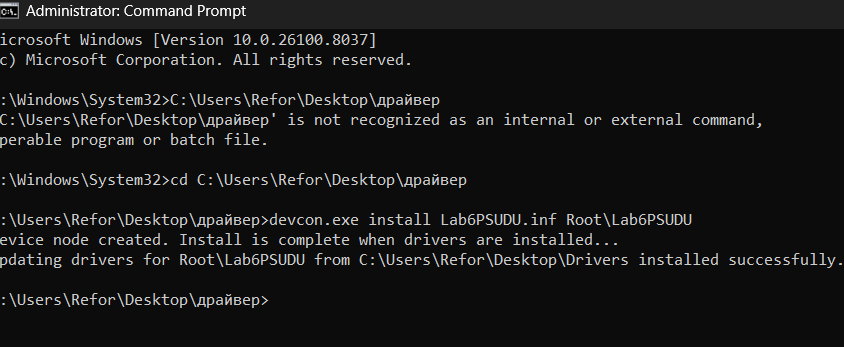 Administrator: Command Prompt
icrosoft Windows [Version 10.0.26100.8037]
c) Microsoft Corporation. All rights reserved.
:\Windows\System32>C:\Users\Refor\Desktop\драйвер
C:\Users\Refor\Desktop\драйвер' is not recognized as an internal or external command,
perable program or batch file.
:\Windows\System32>cd C:\Users\Refor\Desktop\драйвер
:\Users\Refor\Desktop\драйвер>devcon.exe install Lab6PSUDU.inf Root\Lab6PSUDU
evice node created. Install is complete when drivers are installed...
pdating drivers for Root\Lab6PSUDU from C:\Users\Refor\Desktop\Drivers installed successfully.
:\Users\Refor\Desktop\драйвер>